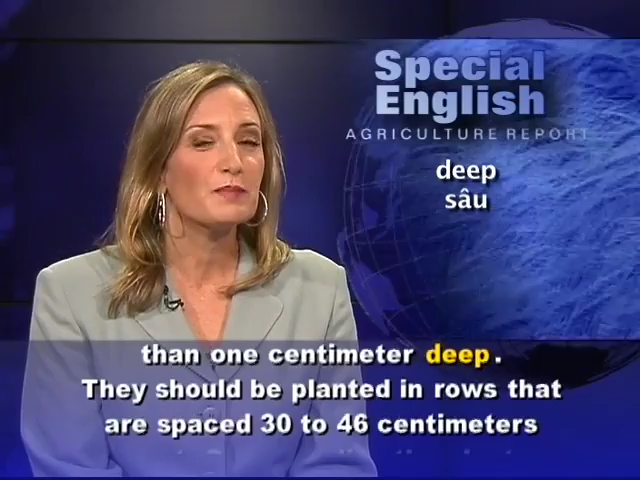 Special
English
AGRICULTURE REPORT
deep
sâu
than one centimeter deep.
They should be planted in rows that
are spaced 30 to 46 centimeters